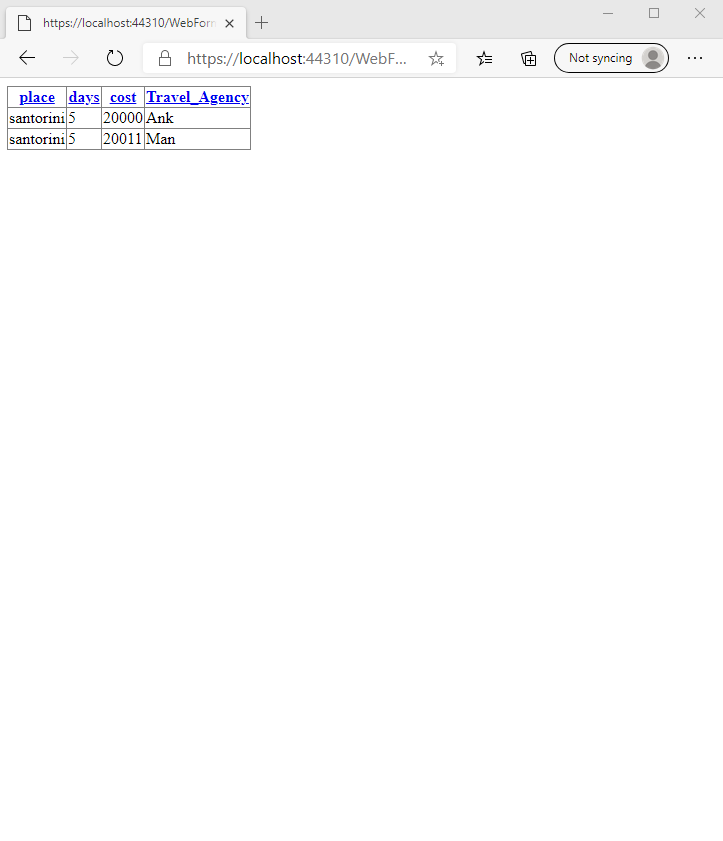 https://localhost:44310/WebForm
https://localhost:44310/WebF...
Not syncing
place days cost Travel_Agency
santorini 5 20000 Ank
santorini 5 20011 Man